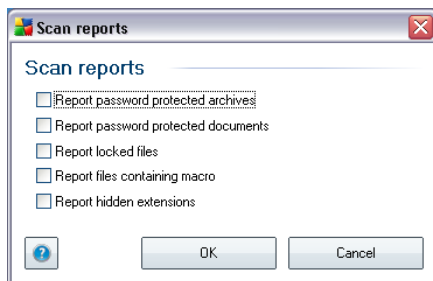 Scan reports
Scan reports
Report password protected archives
Report password protected documents
Report locked files
Report files containing macro
Report hidden extensions
?
OK
Cancel